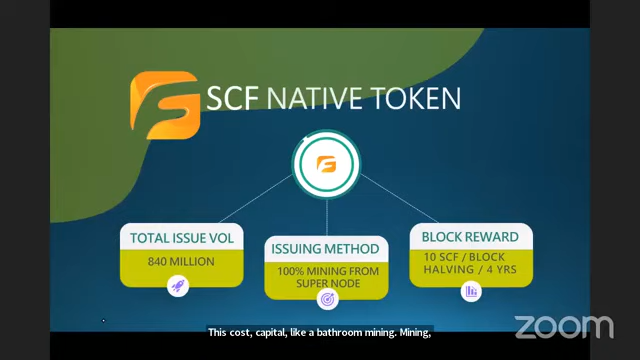 SCF NATIVE TOKEN
TOTAL ISSUE VOL
840 MILLION
ISSUING METHOD
100% MINING FROM
SUPER NODE
BLOCK REWARD
10 SCF / BLOCK
HALVING / 4 YRS
This cost, capital, like a bathroom mining. Mining,
zoom